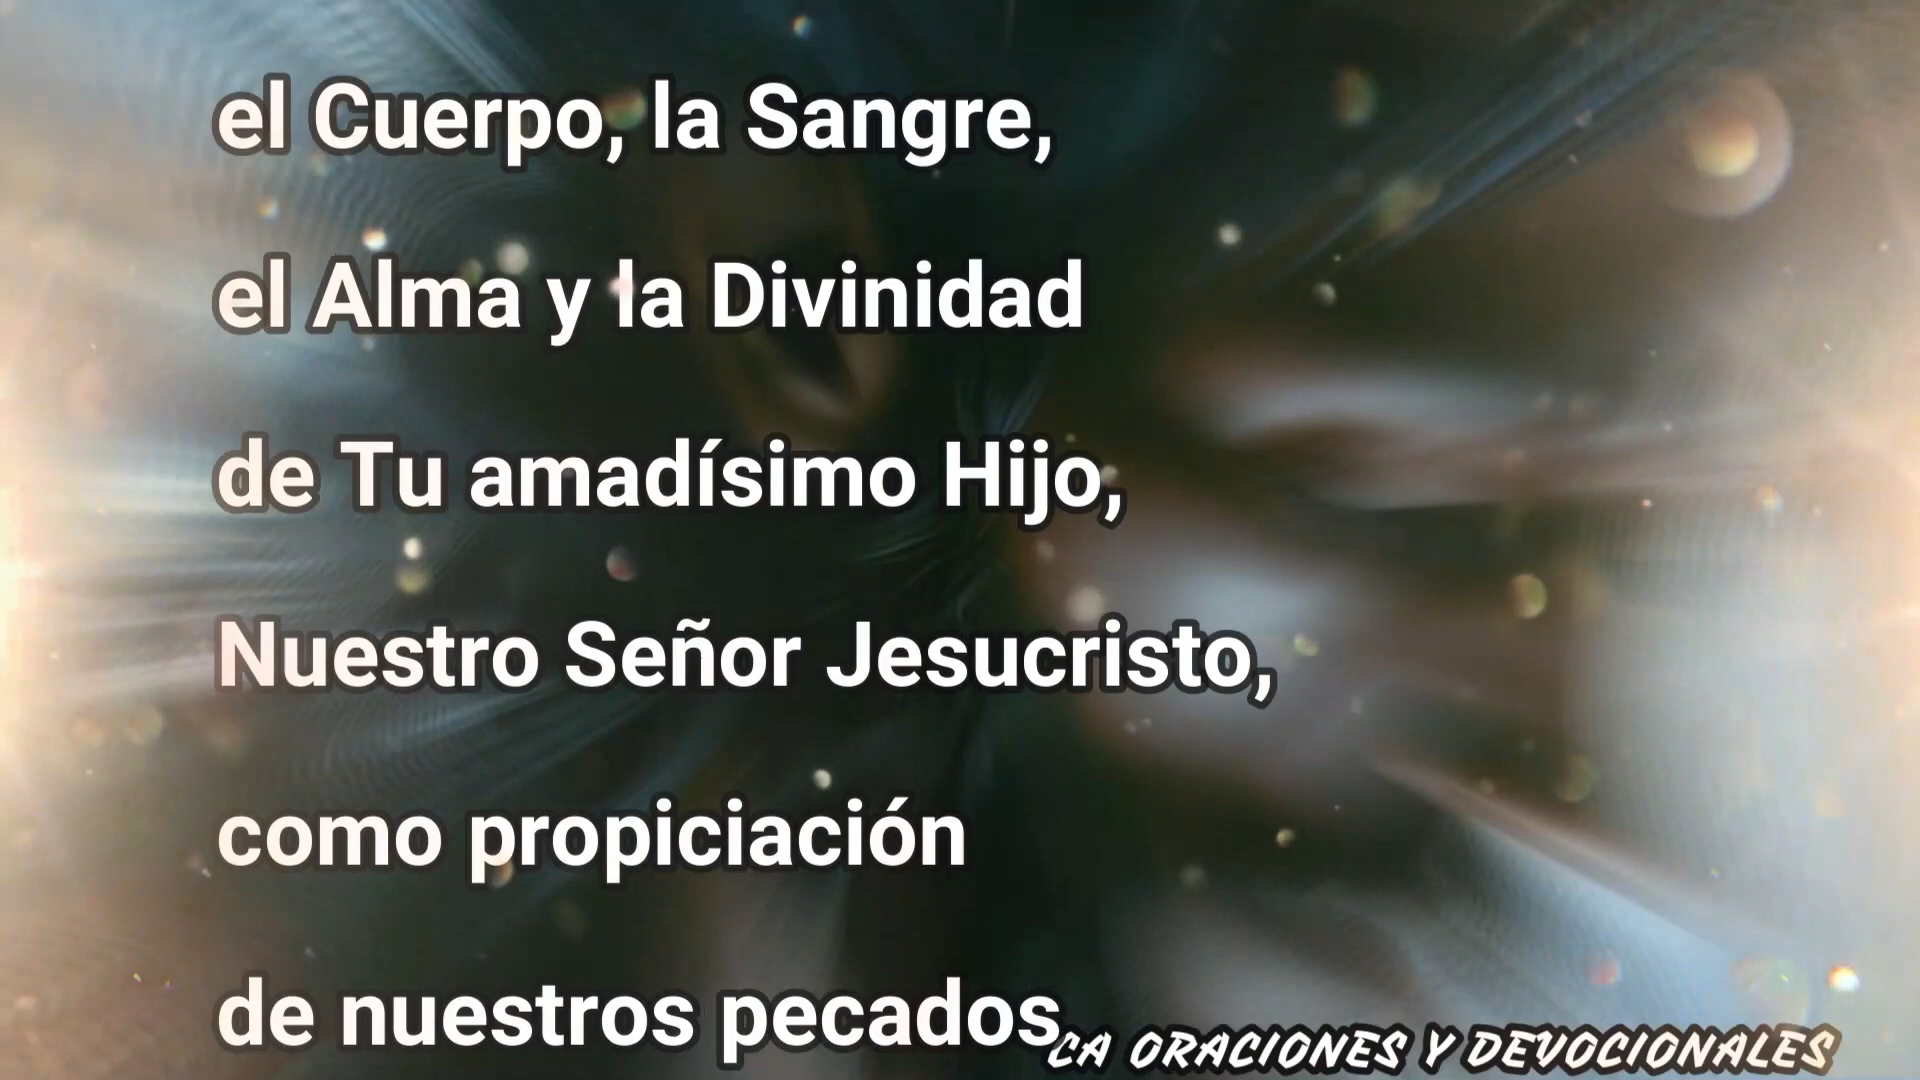 el Cuerpo, la Sangre,
el Alma y la Divinidad
de Tu amadísimo Hijo,
Nuestro Señor Jesucristo,
como propiciación
de nuestros pecados
CA ORACIONES Y DEVOCIONALES